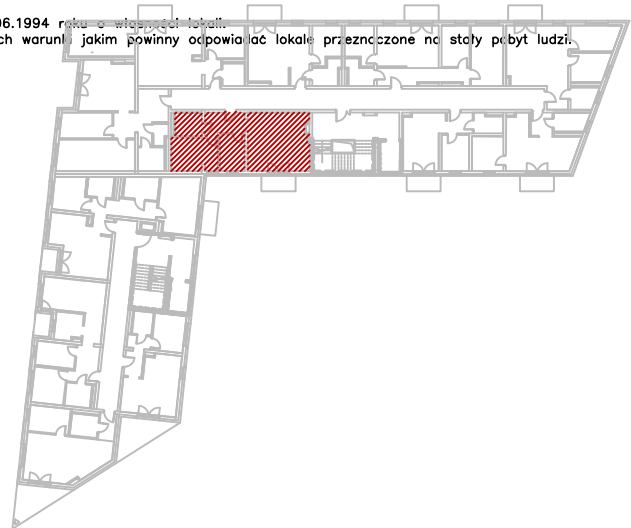 06.1994 roku o własności lokali.
ch warunki jakim powinny odpowiadać lokale przeznaczone na stały pobyt ludzi.